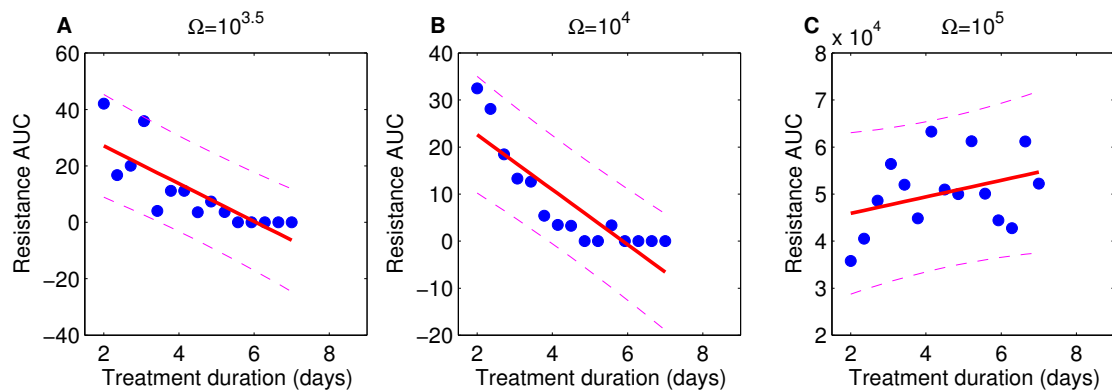 A
Ω=10^3.5
60
40
20
0
−20
−40
2
4
6
8
Resistance AUC
Treatment duration (days)
B
Ω=10^4
40
30
20
10
0
−10
−20
2
4
6
8
Resistance AUC
Treatment duration (days)
C
Ω=10^5
x 10^4
8
7
6
5
4
3
2
2
4
6
8
Resistance AUC
Treatment duration (days)